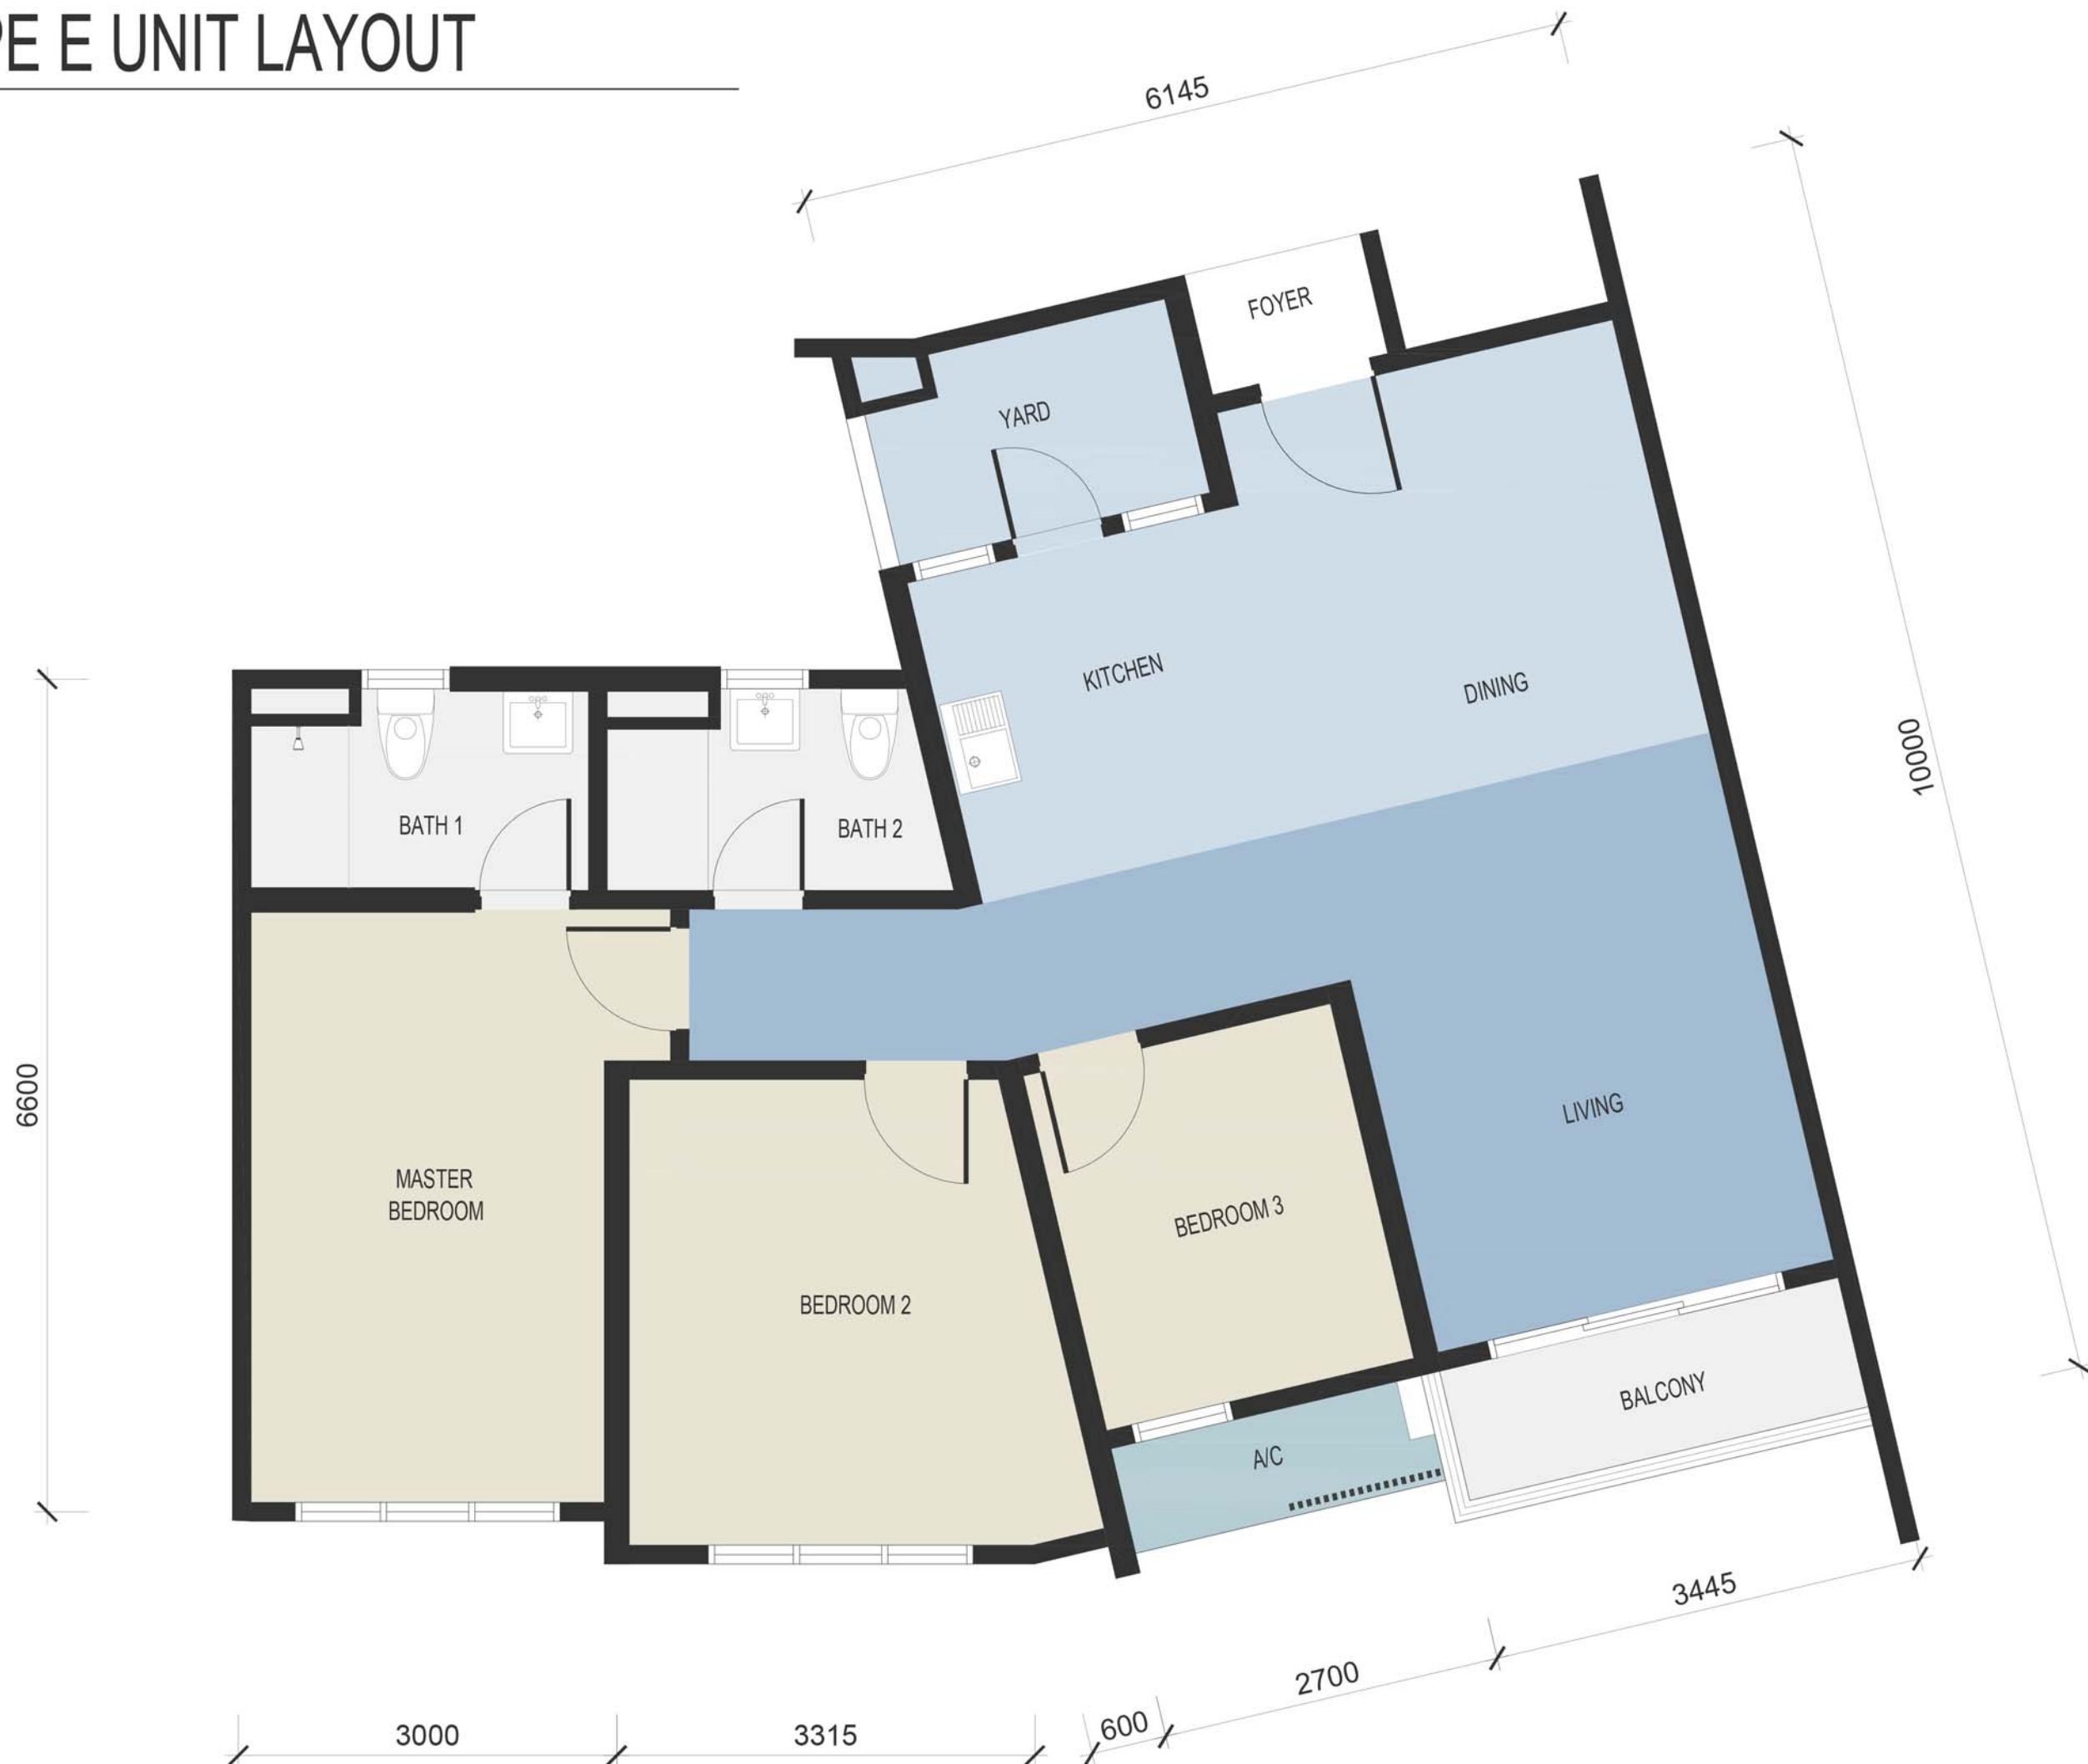 E UNIT LAYOUT
6145
FOYER
YARD
KITCHEN
DINING
10000
BATH 1
BATH 2
6600
LIVING
MASTER
BEDROOM
BEDROOM 3
BEDROOM 2
BALCONY
A/C
3445
2700
600
3000
3315